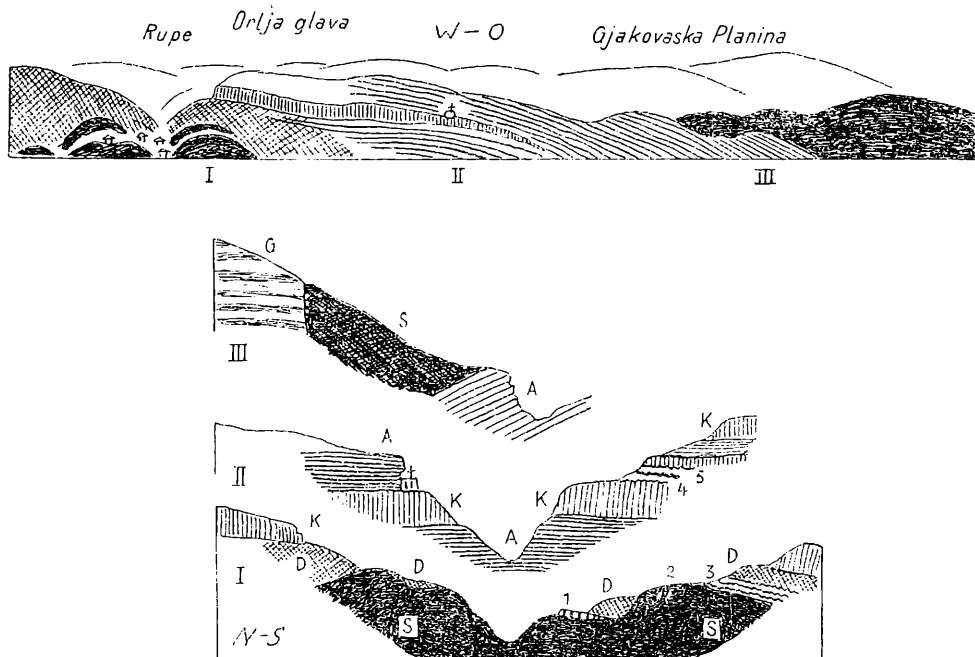 Rupe Orlja glava W-O Gjakovaska Planina
I II III
G
S
III
A
K
A
II
5
4
K K
A
K
I D D 1 D 2 3 D
S S
N-S